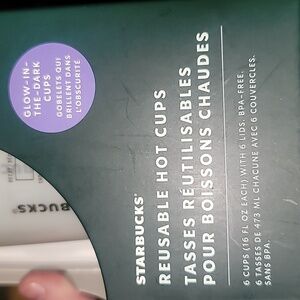 GLOW-IN-
THE-DARK
CUPS
GOBELETS QUI
BRILLENT DANS
L'OBSCURITÉ
STARBUCKS®
REUSABLE HOT CUPS
TASSES RÉUTILISABLES
POUR BOISSONS CHAUDES
6 CUPS (16 FL OZ EACH) WITH 6 LIDS. BPA-FREE.
6 TASSES DE 473 ML CHACUNE AVEC 6 COUVERCLES.
SANS BPA.
BUCKS